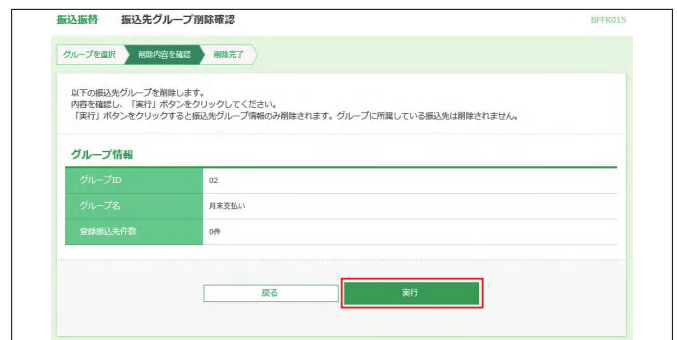 振込振替 振込先グループ削除確認 BFFK015
グループを選択 削除内容を確認 削除完了
以下の振込先グループを削除します。
内容を確認し、「実行」ボタンをクリックしてください。
「実行」ボタンをクリックすると振込先グループ情報のみ削除されます。グループに所属している振込先は削除されません。
グループ情報
グループID 02
グループ名 月末支払い
登録振込先件数 0件
戻る 実行